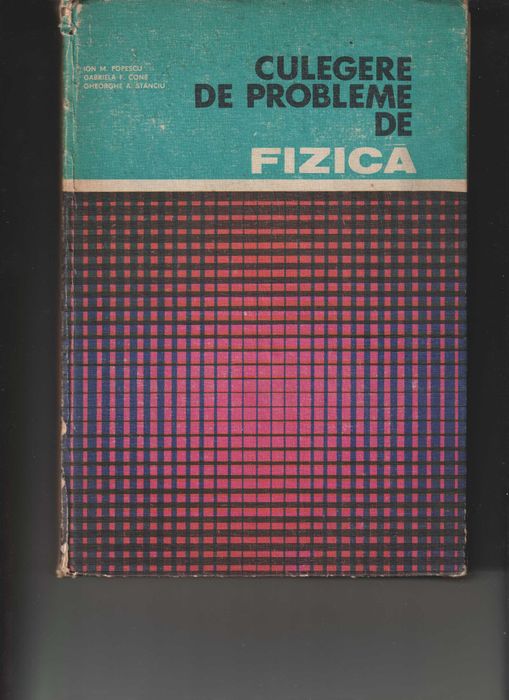 ION M. POPESCU
GABRIELA F. CONE
GHEORGHE A. STANCIU
CULEGERE
DE PROBLEME
DE
FIZICĂ